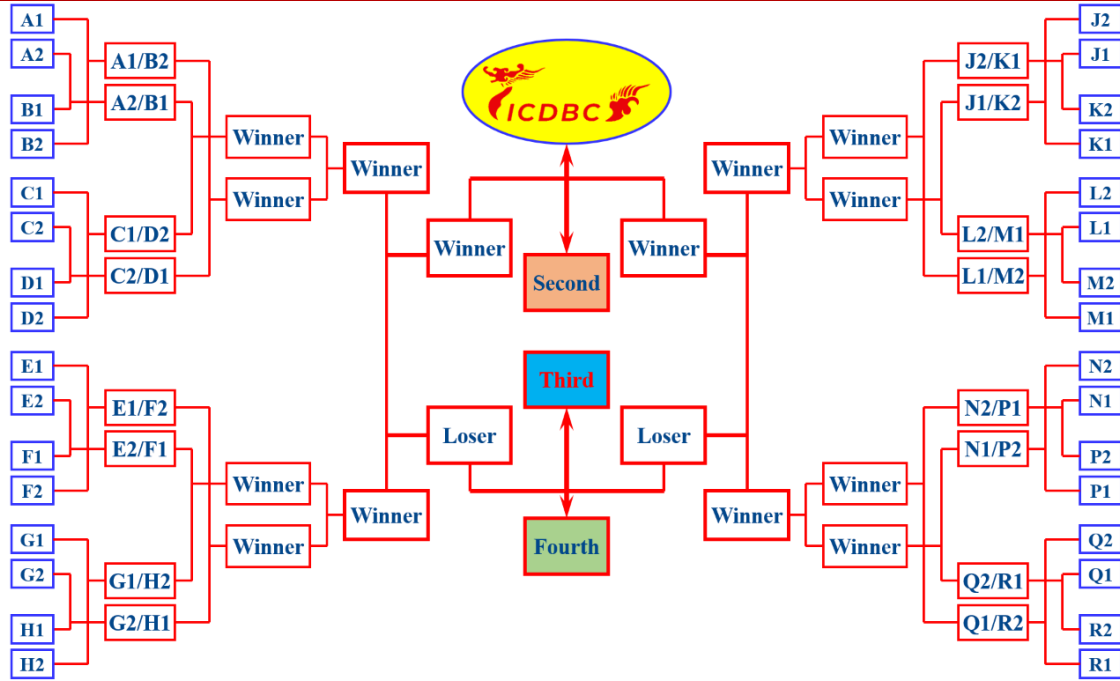 A1
A2
B1
B2
C1
C2
D1
D2
E1
E2
F1
F2
G1
G2
H1
H2
A1/B2
A2/B1
C1/D2
C2/D1
E1/F2
E2/F1
G1/H2
G2/H1
Winner
Winner
Winner
Winner
Winner
Winner
Winner
Loser
ICDBC
Second
Third
Fourth
Winner
Loser
Winner
Winner
Winner
Winner
Winner
Winner
J2/K1
J1/K2
L2/M1
L1/M2
N2/P1
N1/P2
Q2/R1
Q1/R2
J2
J1
K2
K1
L2
L1
M2
M1
N2
N1
P2
P1
Q2
Q1
R2
R1